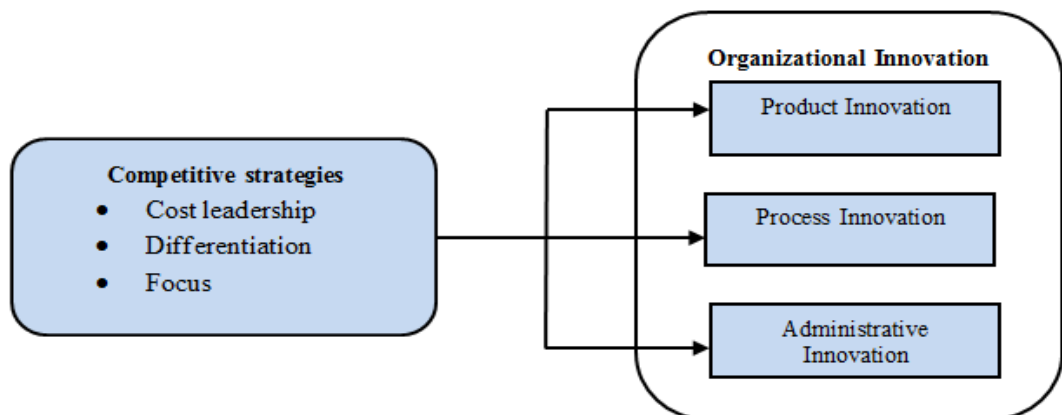 Competitive strategies
• Cost leadership
• Differentiation
• Focus
Organizational Innovation
Product Innovation
Process Innovation
Administrative
Innovation